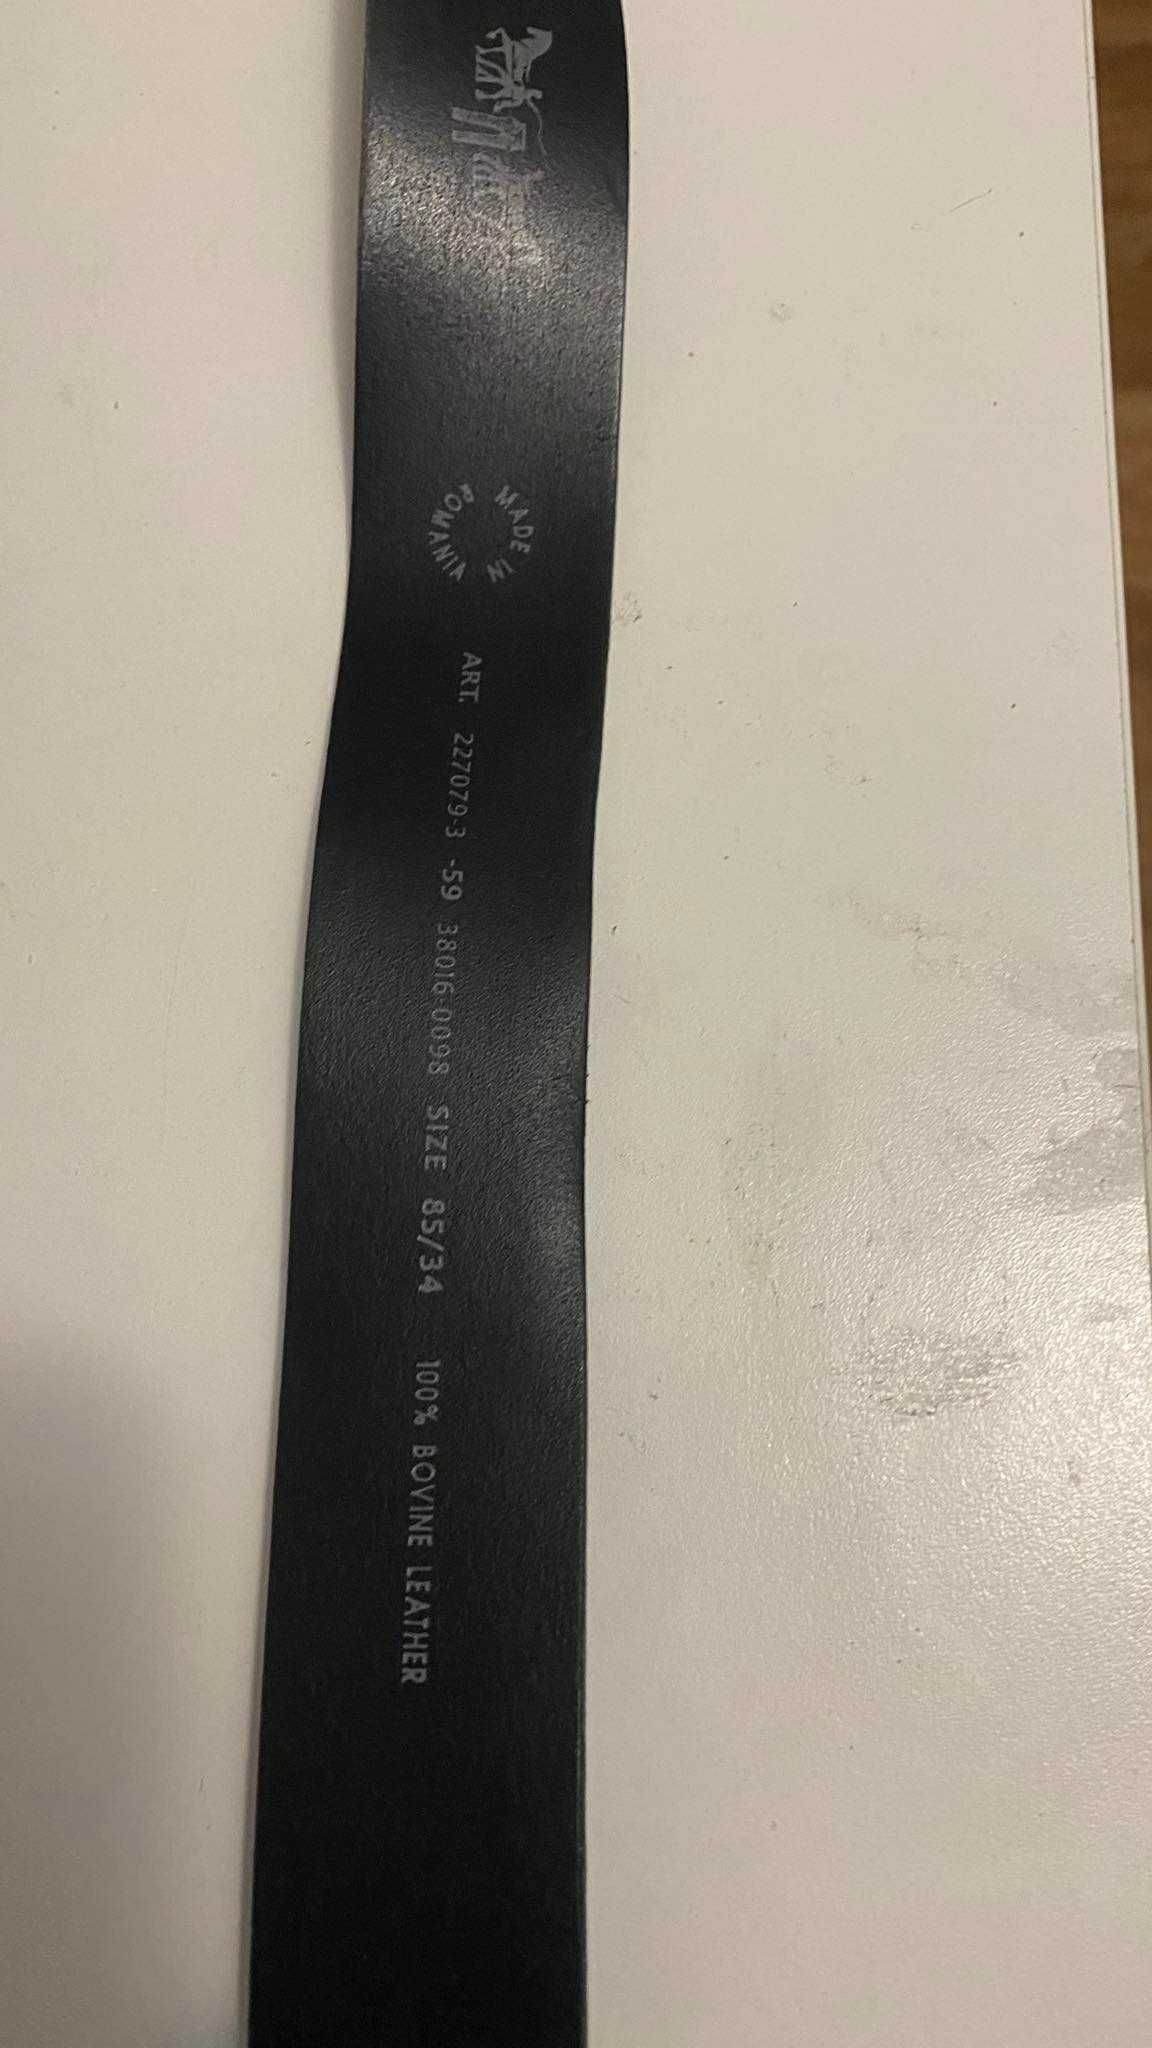 MADE IN
ROMANIA
ART. 227079-3 -59 38016-0098 SIZE 85/34 100% BOVINE LEATHER